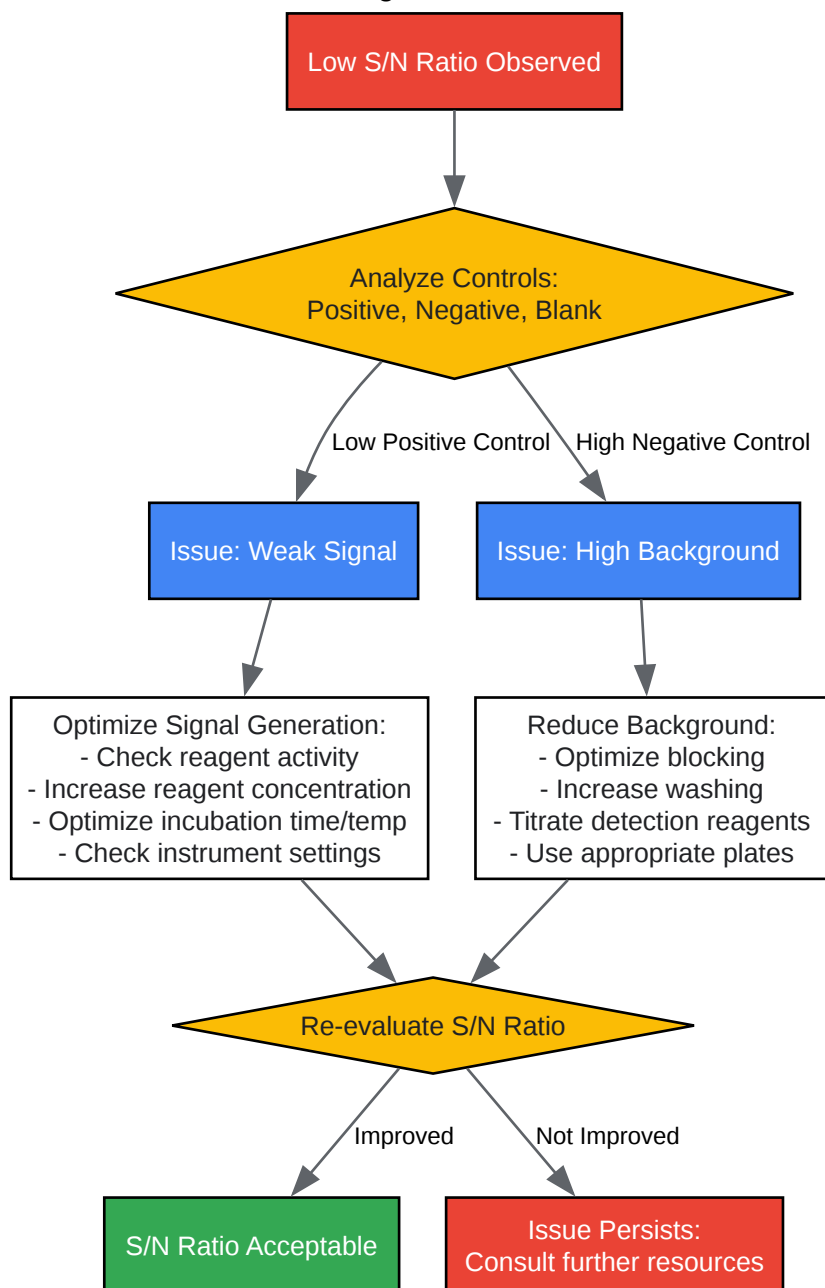 Low S/N Ratio Observed
Analyze Controls:
Positive, Negative, Blank
Low Positive Control
High Negative Control
Issue: Weak Signal
Issue: High Background
Optimize Signal Generation:
- Check reagent activity
- Increase reagent concentration
- Optimize incubation time/temp
- Check instrument settings
Reduce Background:
- Optimize blocking
- Increase washing
- Titrate detection reagents
- Use appropriate plates
Re-evaluate S/N Ratio
Improved
Not Improved
S/N Ratio Acceptable
Issue Persists:
Consult further resources